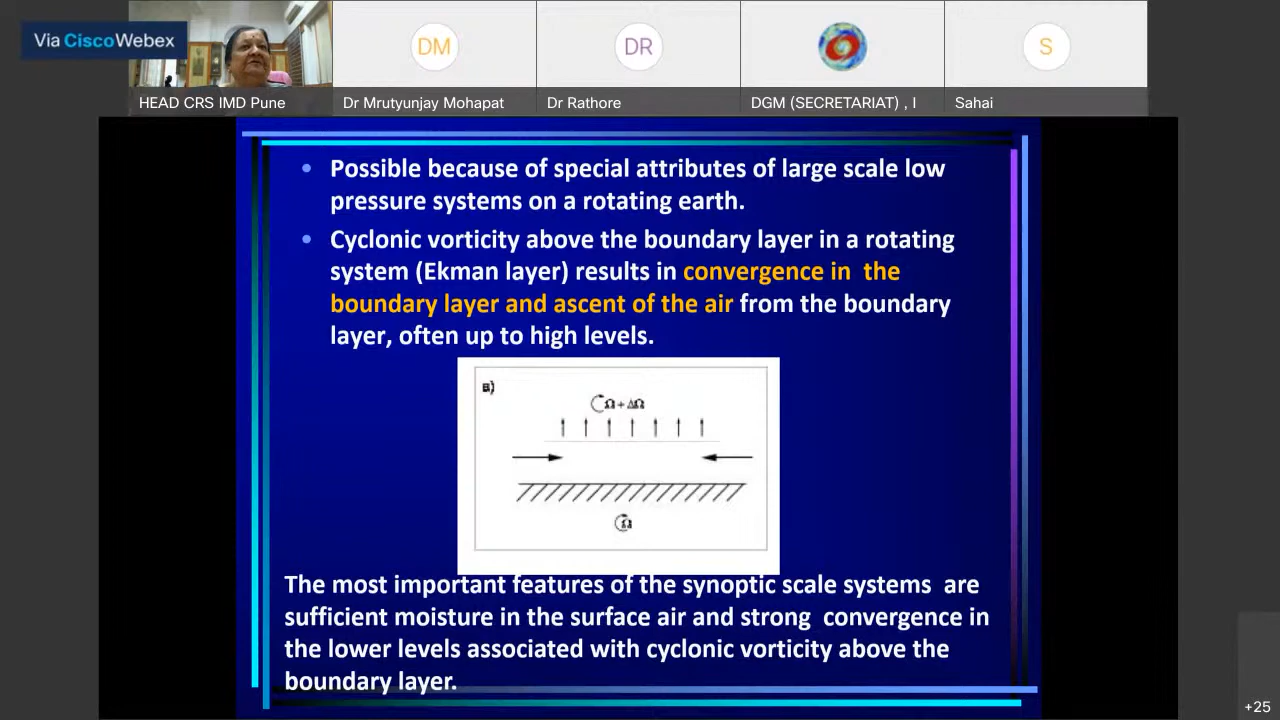 Via Cisco Webex
DM
DR
S
HEAD CRS IMD Pune
Dr Mrutyunjay Mohapat
Dr Rathore
DGM (SECRETARIAT) , I
Sahai
• Possible because of special attributes of large scale low
pressure systems on a rotating earth.
• Cyclonic vorticity above the boundary layer in a rotating
system (Ekman layer) results in convergence in the
boundary layer and ascent of the air from the boundary
layer, often up to high levels.
Ω + ΔΩ
Ω
The most important features of the synoptic scale systems are
sufficient moisture in the surface air and strong convergence in
the lower levels associated with cyclonic vorticity above the
boundary layer.
+25